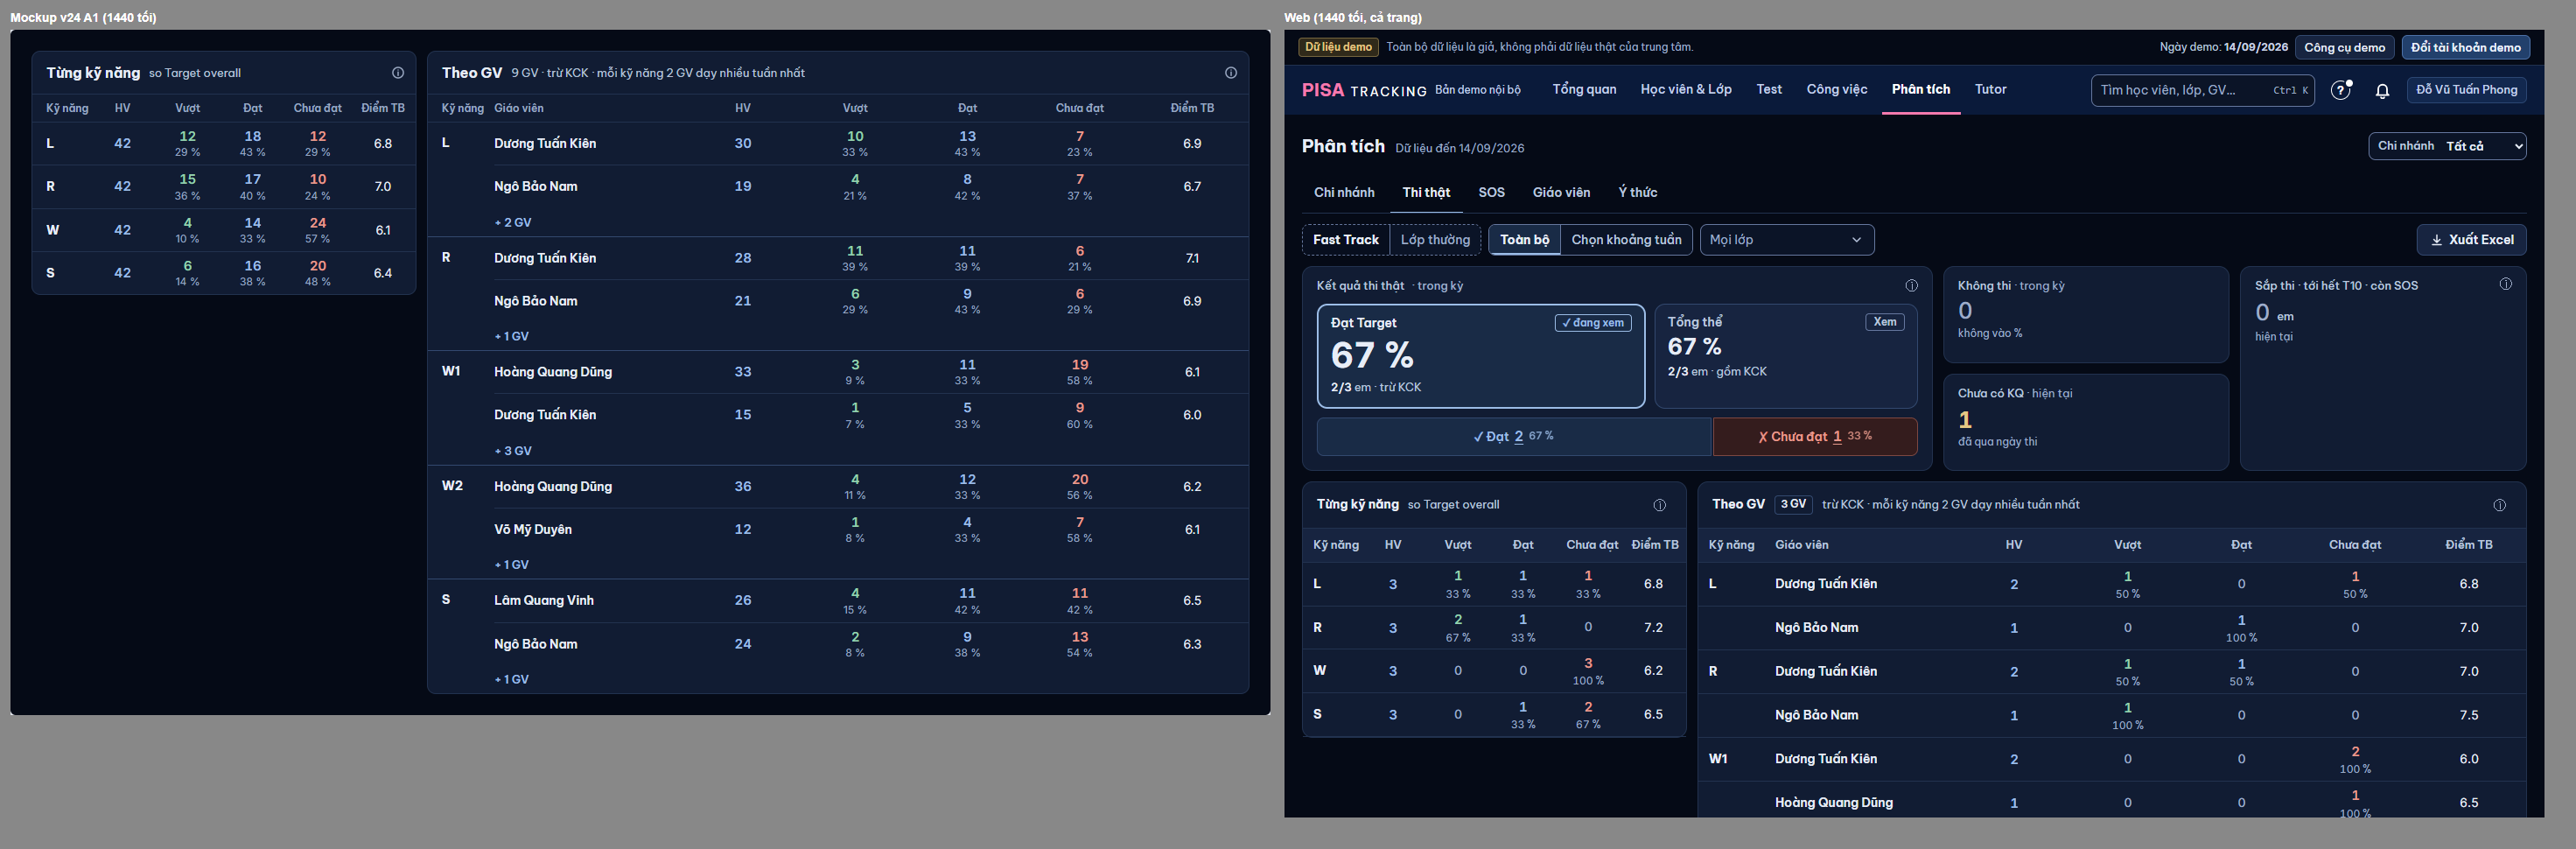 Mockup v24 A1 (1440 tối)
Từng kỹ năng so Target overall
Kỹ năng HV Vượt Đạt Chưa đạt Điểm TB
L 42 12 18 12 6.8
29 % 43 % 29 %
R 42 15 17 10 7.0
36 % 40 % 24 %
W 42 4 14 24 6.1
10 % 33 % 57 %
S 42 6 16 20 6.4
14 % 38 % 48 %
Theo GV 9 GV · trừ KCK · mỗi kỹ năng 2 GV dạy nhiều tuần nhất
Kỹ năng Giáo viên HV Vượt Đạt Chưa đạt Điểm TB
L Dương Tuấn Kiên 30 10 13 7 6.9
33 % 43 % 23 %
Ngô Bảo Nam 19 4 8 7 6.7
21 % 42 % 37 %
+ 2 GV
R Dương Tuấn Kiên 28 11 11 6 7.1
39 % 39 % 21 %
Ngô Bảo Nam 21 6 9 6 6.9
29 % 43 % 29 %
+ 1 GV
W1 Hoàng Quang Dũng 33 3 11 19 6.1
9 % 33 % 58 %
Dương Tuấn Kiên 15 1 5 9 6.0
7 % 33 % 60 %
+ 3 GV
W2 Hoàng Quang Dũng 36 4 12 20 6.2
11 % 33 % 56 %
Võ Mỹ Duyên 12 1 4 7 6.1
8 % 33 % 58 %
+ 1 GV
S Lâm Quang Vinh 26 4 11 11 6.5
15 % 42 % 42 %
Ngô Bảo Nam 24 2 9 13 6.3
8 % 38 % 54 %
+ 1 GV
Web (1440 tối, cả trang)
Dữ liệu demo Toàn bộ dữ liệu là giả, không phải dữ liệu thật của trung tâm. Ngày demo: 14/09/2026 Công cụ demo Đổi tài khoản demo
PISA TRACKING Bản demo nội bộ Tổng quan Học viên & Lớp Test Công việc Phân tích Tutor Tìm học viên, lớp, GV... Ctrl K ? Đỗ Vũ Tuấn Phong
Phân tích Dữ liệu đến 14/09/2026 Chi nhánh Tất cả
Chi nhánh Thi thật SOS Giáo viên Ý thức
Fast Track Lớp thường Toàn bộ Chọn khoảng tuần Mọi lớp Xuất Excel
Kết quả thi thật · trong kỳ
Đạt Target ✓ đang xem
67 %
2/3 em · trừ KCK
Tổng thể Xem
67 %
2/3 em · gồm KCK
✓ Đạt 2 67 % ✗ Chưa đạt 1 33 %
Không thi · trong kỳ
0
không vào %
Chưa có KQ · hiện tại
1
đã qua ngày thi
Sắp thi · tới hết T10 · còn SOS
0 em
hiện tại
Từng kỹ năng so Target overall
Kỹ năng HV Vượt Đạt Chưa đạt Điểm TB
L 3 1 1 1 6.8
33 % 33 % 33 %
R 3 2 1 0 7.2
67 % 33 %
W 3 0 0 3 6.2
100 %
S 3 0 1 2 6.5
33 % 67 %
Theo GV 3 GV trừ KCK · mỗi kỹ năng 2 GV dạy nhiều tuần nhất
Kỹ năng Giáo viên HV Vượt Đạt Chưa đạt Điểm TB
L Dương Tuấn Kiên 2 1 0 1 6.8
50 % 50 %
Ngô Bảo Nam 1 0 1 0 7.0
100 %
R Dương Tuấn Kiên 2 1 1 0 7.0
50 % 50 %
Ngô Bảo Nam 1 1 0 0 7.5
100 %
W1 Dương Tuấn Kiên 2 0 0 2 6.0
100 %
Hoàng Quang Dũng 1 0 0 1 6.5
100 %